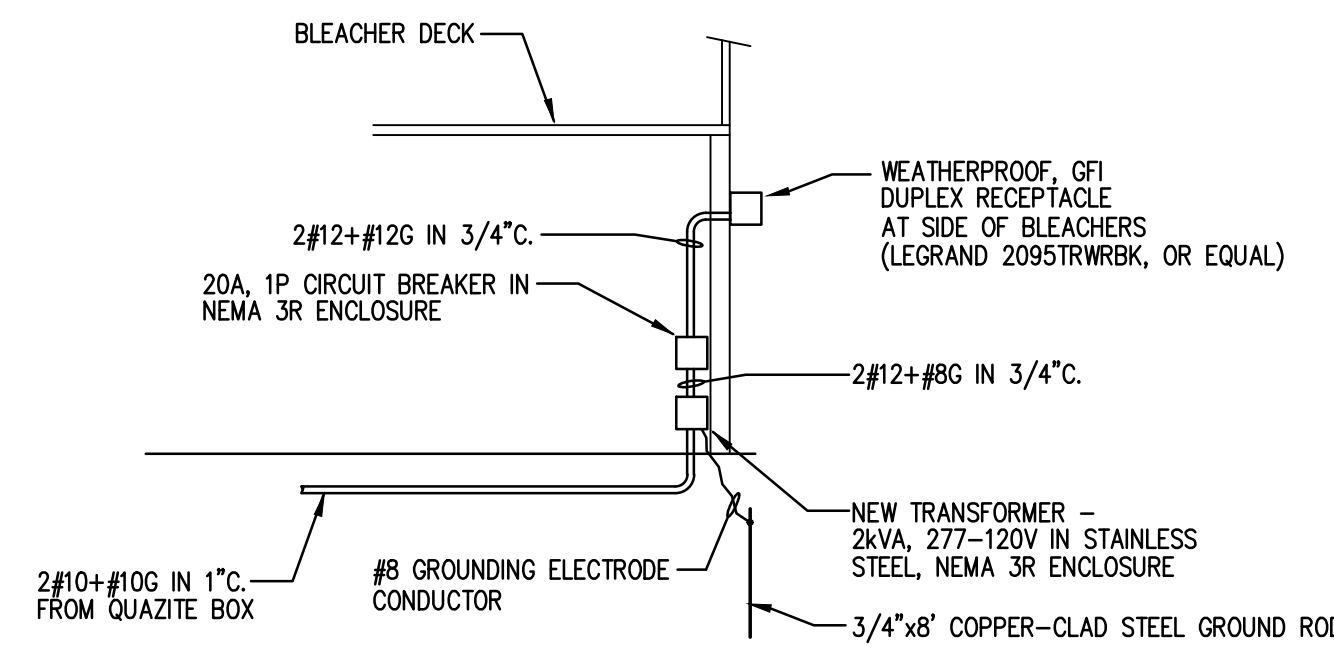 BLEACHER DECK
WEATHERPROOF, GFI
DUPLEX RECEPTACLE
AT SIDE OF BLEACHERS
(LEGRAND 2095TRWRBK, OR EQUAL)
2#12+#12G IN 3/4"C.
20A, 1P CIRCUIT BREAKER IN
NEMA 3R ENCLOSURE
2#12+#8G IN 3/4"C.
NEW TRANSFORMER –
2kVA, 277-120V IN STAINLESS
STEEL, NEMA 3R ENCLOSURE
#8 GROUNDING ELECTRODE
CONDUCTOR
2#10+#10G IN 1"C.
FROM QUAZITE BOX
3/4"x8' COPPER-CLAD STEEL GROUND